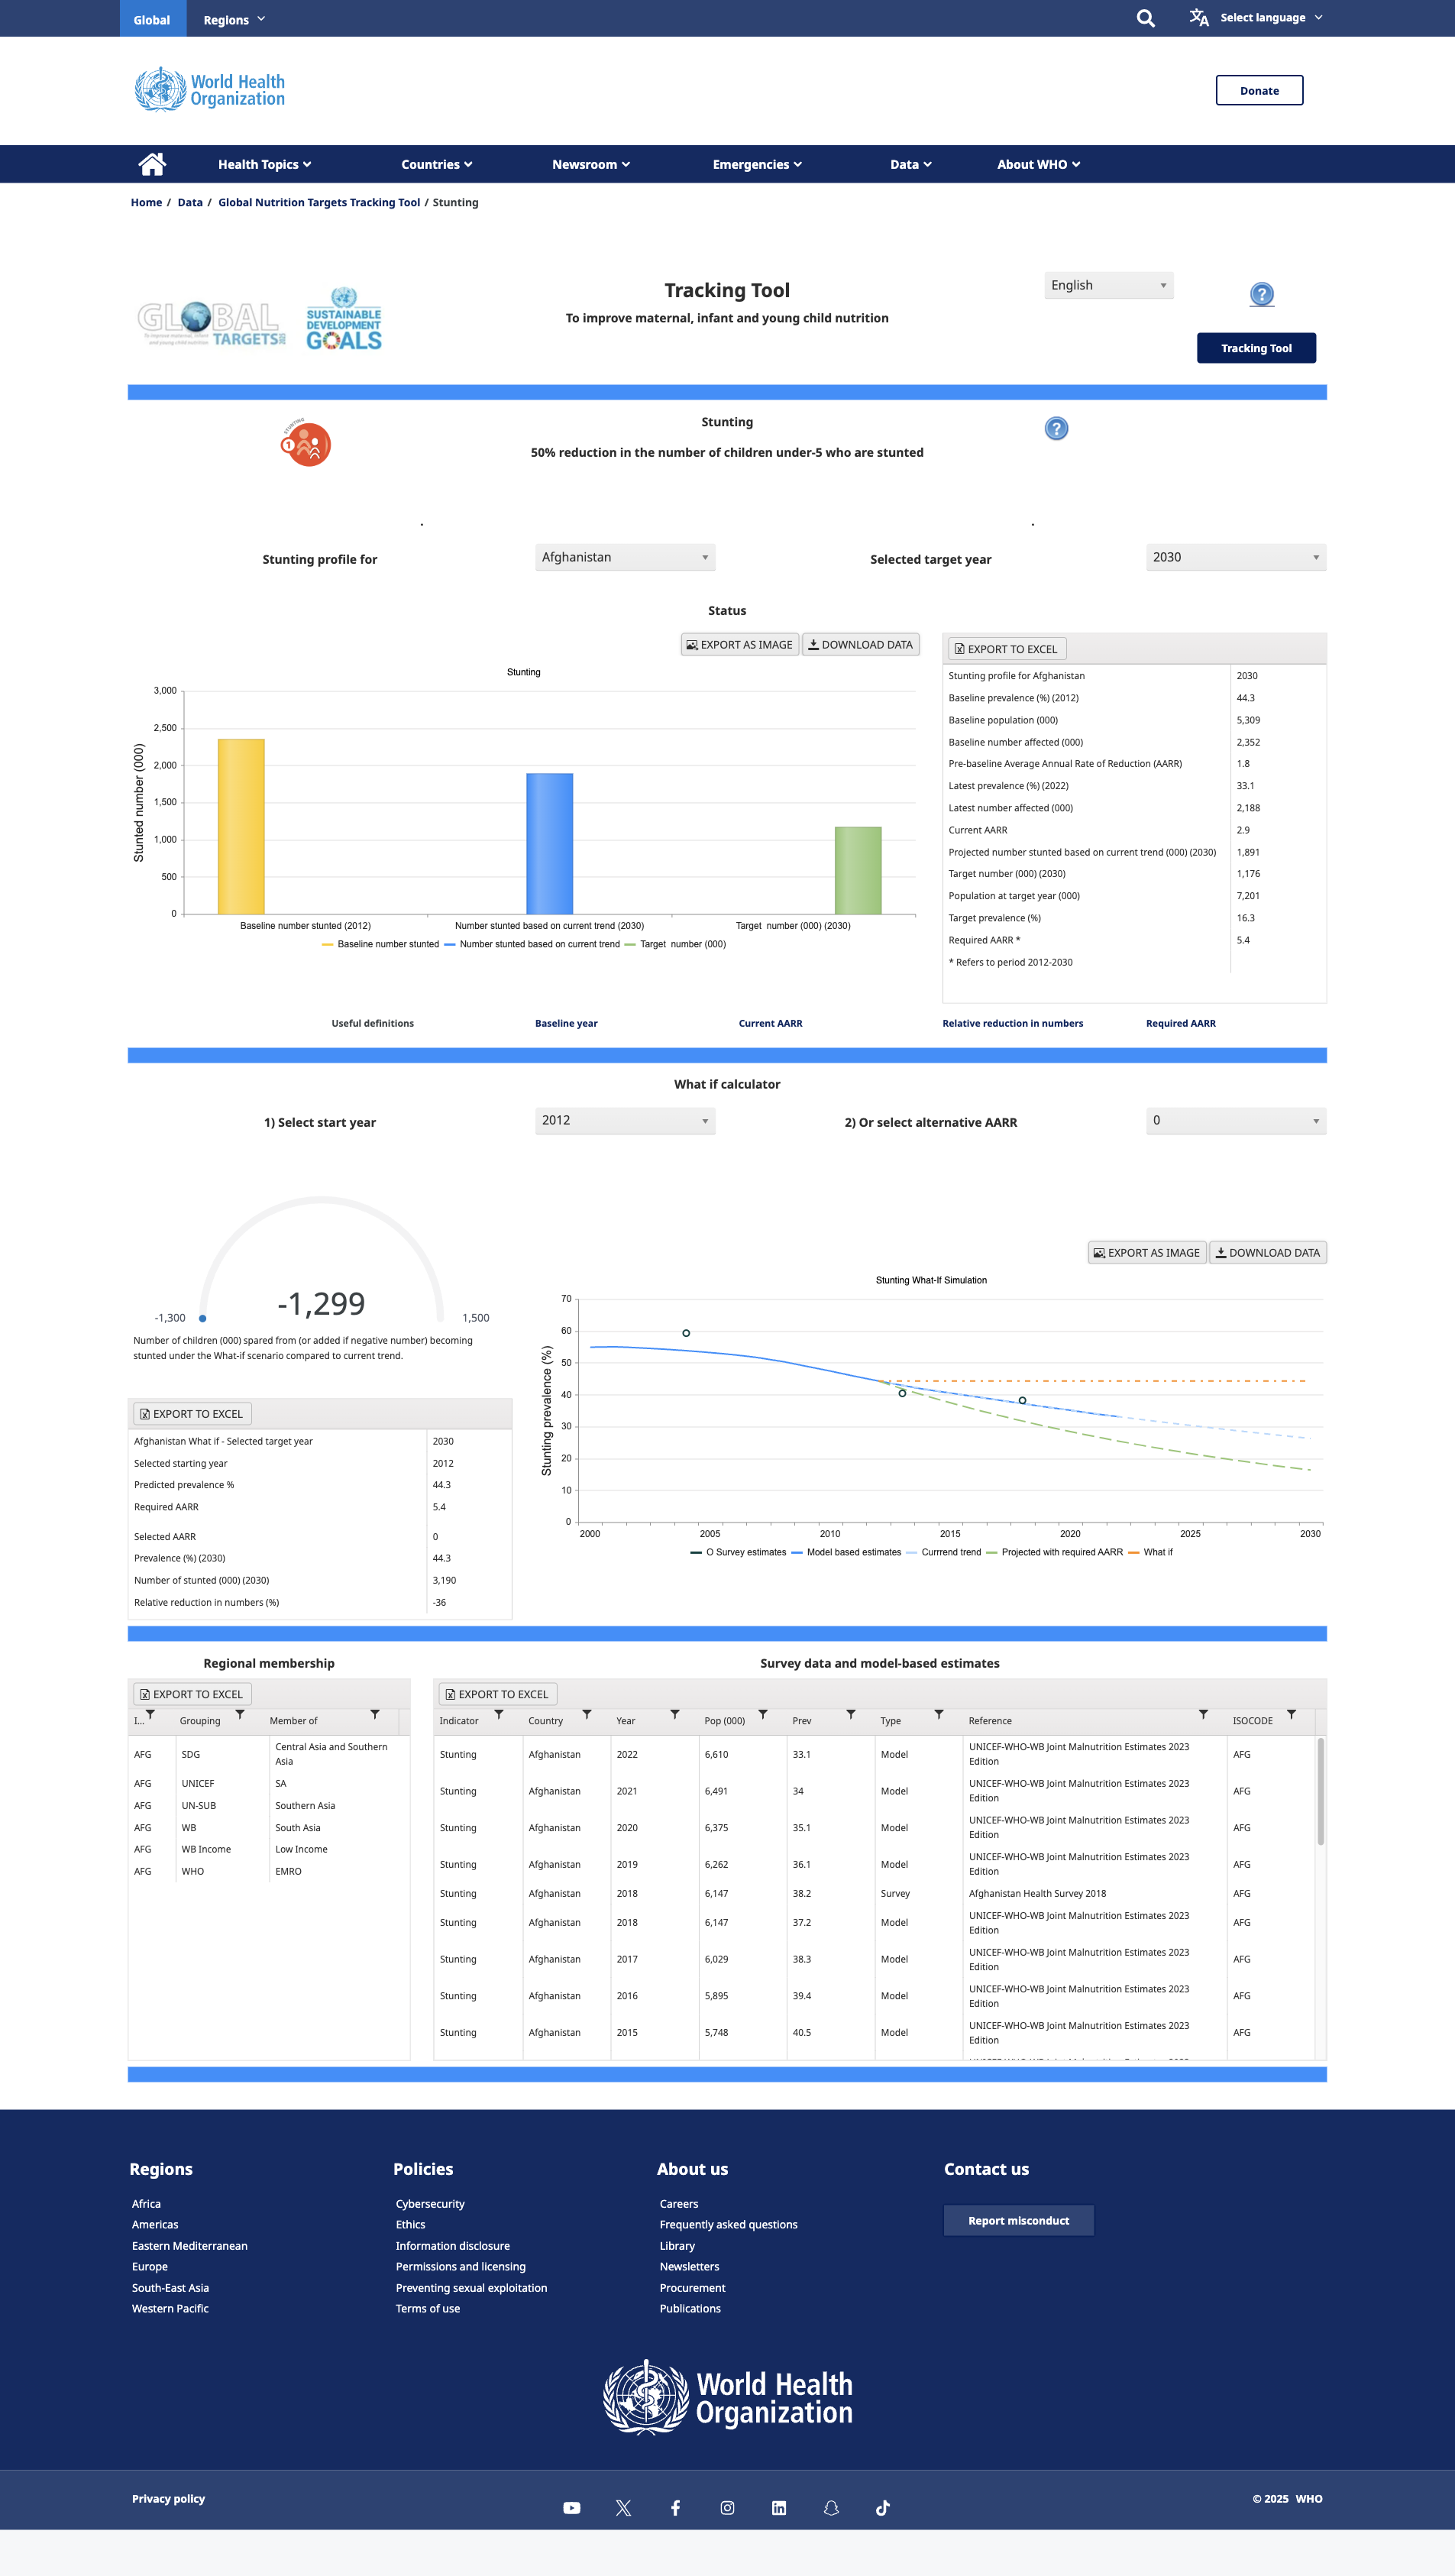 Global Regions Select language
World Health Organization
Donate
Health Topics Countries Newsroom Emergencies Data About WHO
Home / Data / Global Nutrition Targets Tracking Tool / Stunting
GLOBAL TARGETS
SUSTAINABLE DEVELOPMENT GOALS
Tracking Tool
To improve maternal, infant and young child nutrition
English
?
Tracking Tool
STUNTING
1
Stunting
50% reduction in the number of children under-5 who are stunted
?
. .
Stunting profile for Afghanistan Selected target year 2030
Status
EXPORT AS IMAGE DOWNLOAD DATA
Stunting
Stunted number (000)
3,000
2,500
2,000
1,500
1,000
500
0
Baseline number stunted (2012) Number stunted based on current trend (2030) Target number (000) (2030)
Baseline number stunted Number stunted based on current trend Target number (000)
EXPORT TO EXCEL
Stunting profile for Afghanistan 2030
Baseline prevalence (%) (2012) 44.3
Baseline population (000) 5,309
Baseline number affected (000) 2,352
Pre-baseline Average Annual Rate of Reduction (AARR) 1.8
Latest prevalence (%) (2022) 33.1
Latest number affected (000) 2,188
Current AARR 2.9
Projected number stunted based on current trend (000) (2030) 1,891
Target number (000) (2030) 1,176
Population at target year (000) 7,201
Target prevalence (%) 16.3
Required AARR * 5.4
* Refers to period 2012-2030
Useful definitions Baseline year Current AARR Relative reduction in numbers Required AARR
What if calculator
1) Select start year 2012 2) Or select alternative AARR 0
-1,299
-1,300 1,500
Number of children (000) spared from (or added if negative number) becoming
stunted under the What-if scenario compared to current trend.
EXPORT TO EXCEL
Afghanistan What if - Selected target year 2030
Selected starting year 2012
Predicted prevalence % 44.3
Required AARR 5.4
Selected AARR 0
Prevalence (%) (2030) 44.3
Number of stunted (000) (2030) 3,190
Relative reduction in numbers (%) -36
EXPORT AS IMAGE DOWNLOAD DATA
Stunting What-If Simulation
Stunting prevalence (%)
70
60
50
40
30
20
10
0
2000 2005 2010 2015 2020 2025 2030
O Survey estimates Model based estimates Currrend trend Projected with required AARR What if
Regional membership
EXPORT TO EXCEL
I... Grouping Member of
AFG SDG Central Asia and Southern
Asia
AFG UNICEF SA
AFG UN-SUB Southern Asia
AFG WB South Asia
AFG WB Income Low Income
AFG WHO EMRO
Survey data and model-based estimates
EXPORT TO EXCEL
Indicator Country Year Pop (000) Prev Type Reference ISOCODE
Stunting Afghanistan 2022 6,610 33.1 Model UNICEF-WHO-WB Joint Malnutrition Estimates 2023
Edition AFG
Stunting Afghanistan 2021 6,491 34 Model UNICEF-WHO-WB Joint Malnutrition Estimates 2023
Edition AFG
Stunting Afghanistan 2020 6,375 35.1 Model UNICEF-WHO-WB Joint Malnutrition Estimates 2023
Edition AFG
Stunting Afghanistan 2019 6,262 36.1 Model UNICEF-WHO-WB Joint Malnutrition Estimates 2023
Edition AFG
Stunting Afghanistan 2018 6,147 38.2 Survey Afghanistan Health Survey 2018 AFG
Stunting Afghanistan 2018 6,147 37.2 Model UNICEF-WHO-WB Joint Malnutrition Estimates 2023
Edition AFG
Stunting Afghanistan 2017 6,029 38.3 Model UNICEF-WHO-WB Joint Malnutrition Estimates 2023
Edition AFG
Stunting Afghanistan 2016 5,895 39.4 Model UNICEF-WHO-WB Joint Malnutrition Estimates 2023
Edition AFG
Stunting Afghanistan 2015 5,748 40.5 Model UNICEF-WHO-WB Joint Malnutrition Estimates 2023
Edition AFG
Regions
Africa
Americas
Eastern Mediterranean
Europe
South-East Asia
Western Pacific
Policies
Cybersecurity
Ethics
Information disclosure
Permissions and licensing
Preventing sexual exploitation
Terms of use
About us
Careers
Frequently asked questions
Library
Newsletters
Procurement
Publications
Contact us
Report misconduct
World Health
Organization
Privacy policy
© 2025 WHO